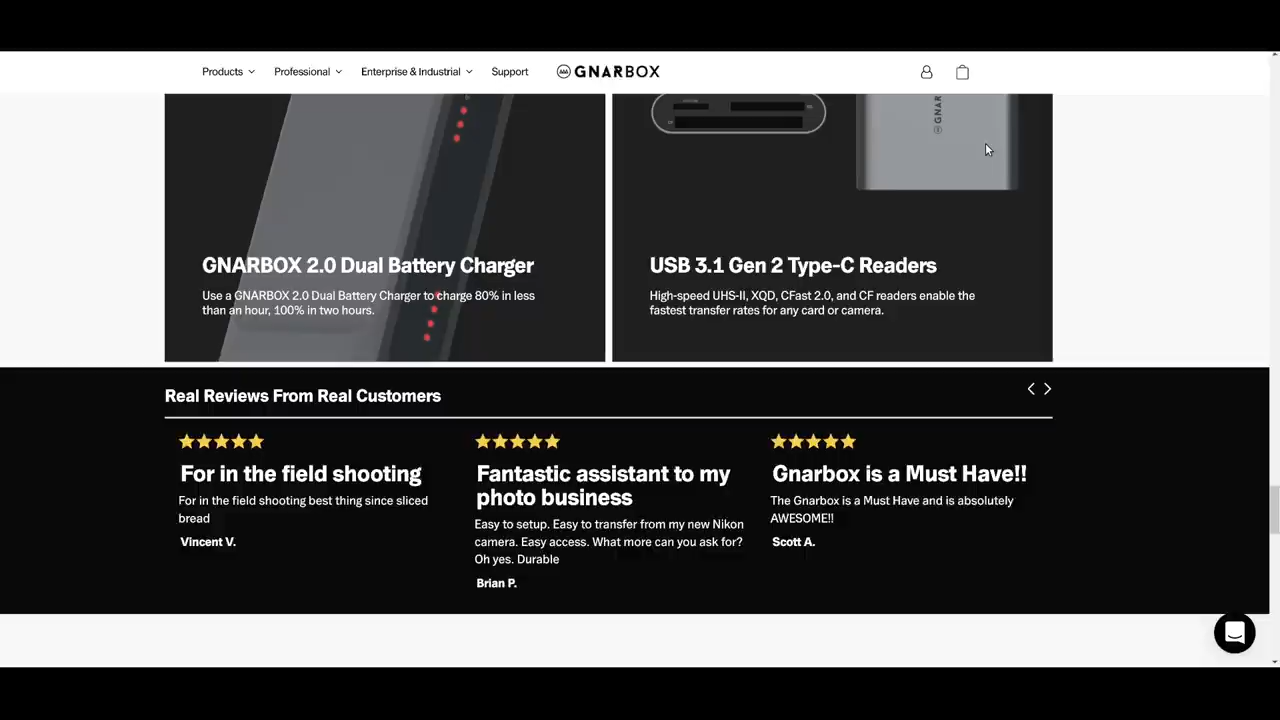 Products
Professional
Enterprise & Industrial
Support
GNARBOX
GNARBOX 2.0 Dual Battery Charger
Use a GNARBOX 2.0 Dual Battery Charger to charge 80% in less
than an hour, 100% in two hours.
GNAR
USB 3.1 Gen 2 Type-C Readers
High-speed UHS-II, XQD, CFast 2.0, and CF readers enable the
fastest transfer rates for any card or camera.
Real Reviews From Real Customers
For in the field shooting
For in the field shooting best thing since sliced
bread
Vincent V.
Fantastic assistant to my
photo business
Easy to setup. Easy to transfer from my new Nikon
camera. Easy access. What more can you ask for?
Oh yes. Durable
Brian P.
Gnarbox is a Must Have!!
The Gnarbox is a Must Have and is absolutely
AWESOME!!
Scott A.